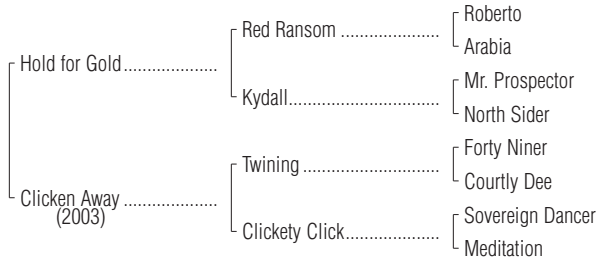 Roberto
Red Ransom ....................
Arabia
Hold for Gold....................
Mr. Prospector
Kydall................................
North Sider
Forty Niner
Twining .............................
Courtly Dee
Clicken Away ....................
(2003)
Sovereign Dancer
Clickety Click....................
Meditation